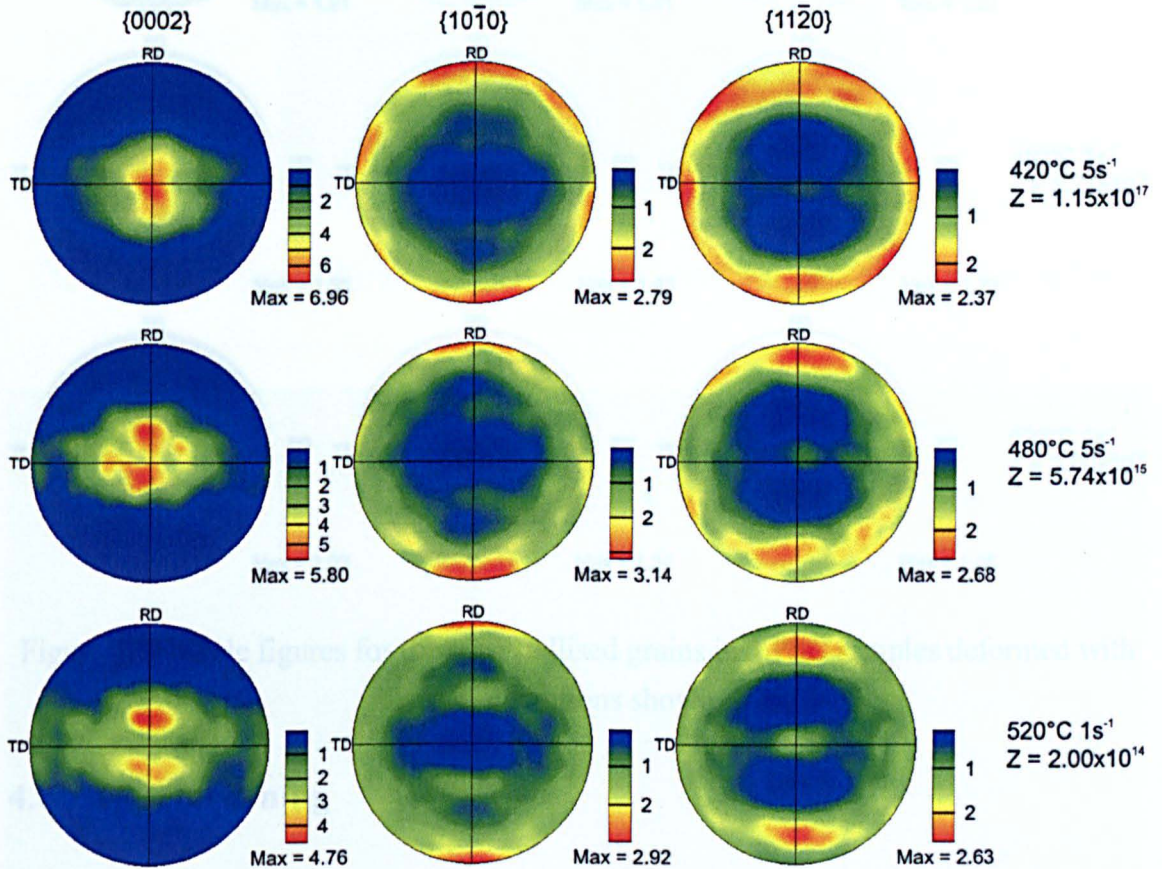 {0002} {101̅0} {112̅0}
RD RD RD
TD TD TD
2 4 6
Max = 6.96
1 2
Max = 2.79
1 2
Max = 2.37
420°C 5s⁻¹
Z = 1.15x10¹⁷
RD RD RD
TD TD TD
1 2 3 4 5
Max = 5.80
1 2
Max = 3.14
1 2
Max = 2.68
480°C 5s⁻¹
Z = 5.74x10¹⁵
RD RD RD
TD TD TD
1 2 3 4
Max = 4.76
1 2
Max = 2.92
1 2
Max = 2.63
520°C 1s⁻¹
Z = 2.00x10¹⁴